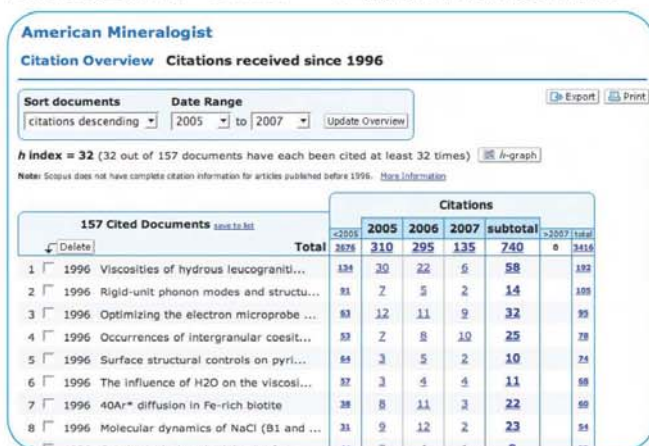 American Mineralogist
Citation Overview Citations received since 1996
Sort documents Date Range
citations descending 2005 to 2007 Update Overview Export Print
h index = 32 (32 out of 157 documents have each been cited at least 32 times) h-graph
Note: Scopus does not have complete citation information for articles published before 1996. More Information
Citations
157 Cited Documents save to list <2005 2005 2006 2007 subtotal >2007 total
Delete Total 2676 310 295 135 740 0 3416
1 1996 Viscosities of hydrous leucograniti... 134 30 22 6 58 192
2 1996 Rigid-unit phonon modes and structu... 91 7 5 2 14 105
3 1996 Optimizing the electron microprobe ... 63 12 11 9 32 95
4 1996 Occurrences of intergranular coesit... 53 7 8 10 25 78
5 1996 Surface structural controls on pyri... 64 3 5 2 10 74
6 1996 The influence of H2O on the viscosi... 57 3 4 4 11 68
7 1996 40Ar* diffusion in Fe-rich biotite 38 8 11 3 22 60
8 1996 Molecular dynamics of NaCl (B1 and ... 31 9 12 2 23 54